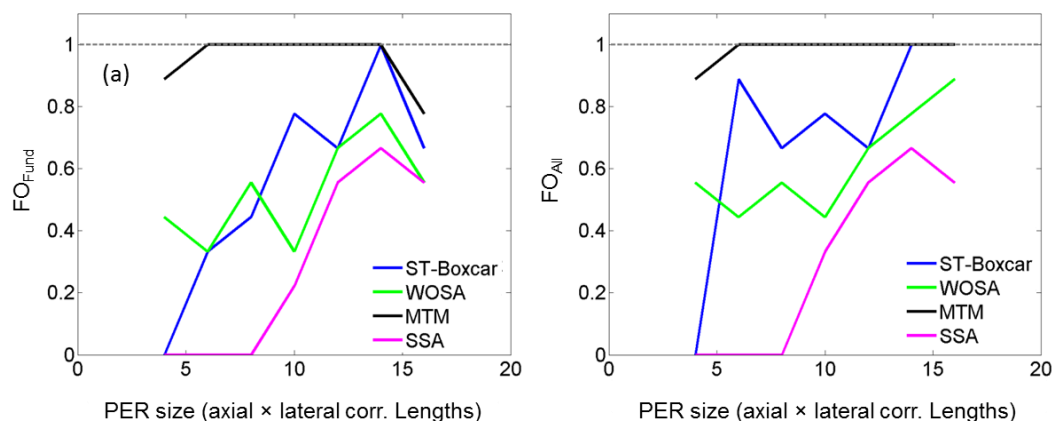 (a)
FO_Fund
1
0.8
0.6
0.4
0.2
0
0 5 10 15 20
PER size (axial × lateral corr. Lengths)
ST-Boxcar
WOSA
MTM
SSA
FO_All
1
0.8
0.6
0.4
0.2
0
0 5 10 15 20
PER size (axial × lateral corr. Lengths)
ST-Boxcar
WOSA
MTM
SSA